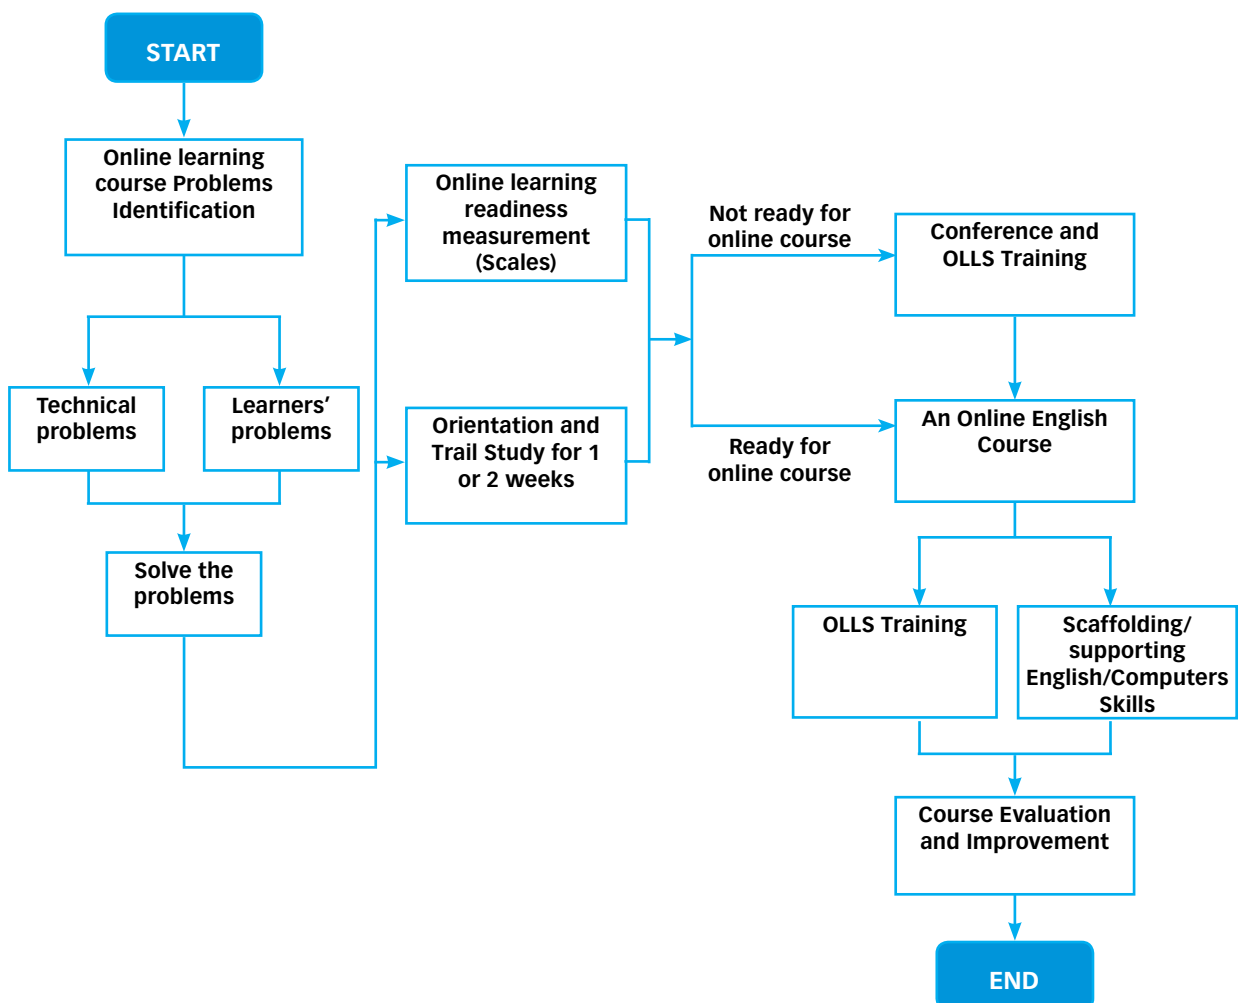 START
Online learning
course Problems
Identification
Technical
problems
Learners’
problems
Solve the
problems
Online learning
readiness
measurement
(Scales)
Orientation and
Trail Study for 1
or 2 weeks
Not ready for
online course
Ready for
online course
Conference and
OLLS Training
An Online English
Course
OLLS Training
Scaffolding/
supporting
English/Computers
Skills
Course Evaluation
and Improvement
END